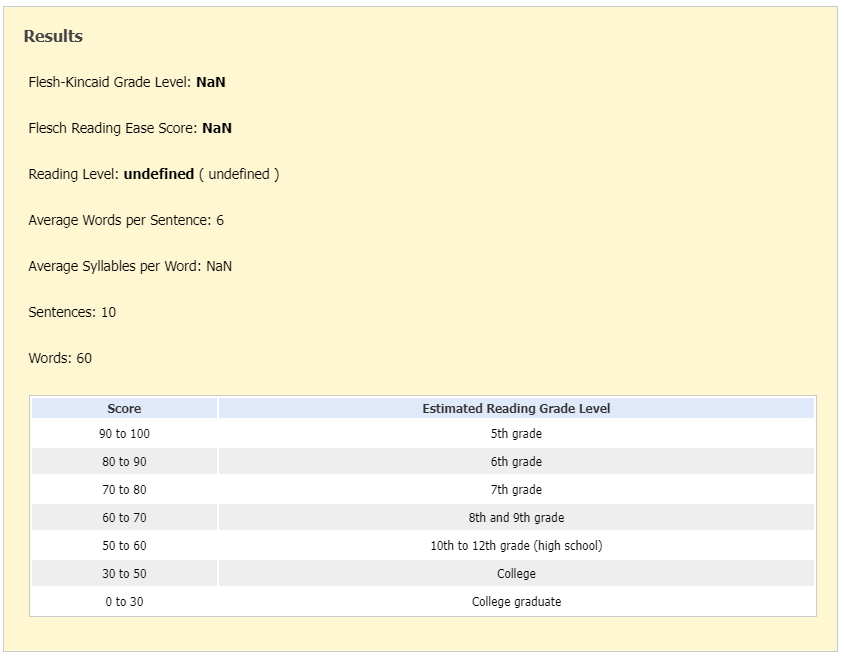 Results
Flesh-Kincaid Grade Level: NaN
Flesch Reading Ease Score: NaN
Reading Level: undefined ( undefined )
Average Words per Sentence: 6
Average Syllables per Word: NaN
Sentences: 10
Words: 60
Score Estimated Reading Grade Level
90 to 100 5th grade
80 to 90 6th grade
70 to 80 7th grade
60 to 70 8th and 9th grade
50 to 60 10th to 12th grade (high school)
30 to 50 College
0 to 30 College graduate